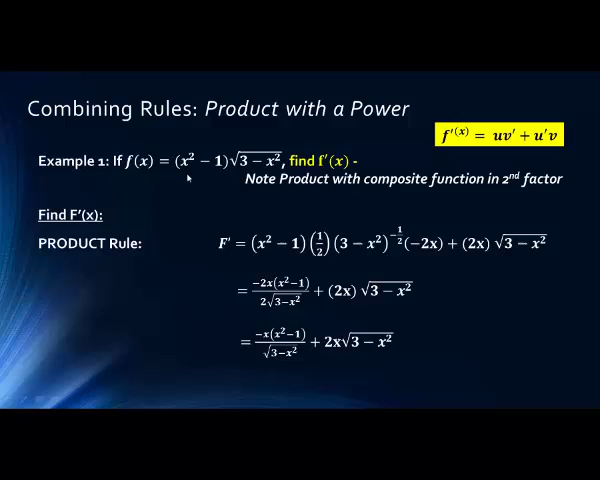 Combining Rules: Product with a Power
f′⁽ˣ⁾ = uv′ + u′v
Example 1: If f(x) = (x² − 1)√(3 − x²), find f′(x) -
Note Product with composite function in 2nd factor
Find F′(x):
PRODUCT Rule: F′ = (x² − 1)(1/2)(3 − x²)^(−1/2)(−2x) + (2x) √(3 − x²)
= −2x(x²−1)/2√(3−x²) + (2x) √(3 − x²)
= −x(x²−1)/√(3−x²) + 2x√(3 − x²)